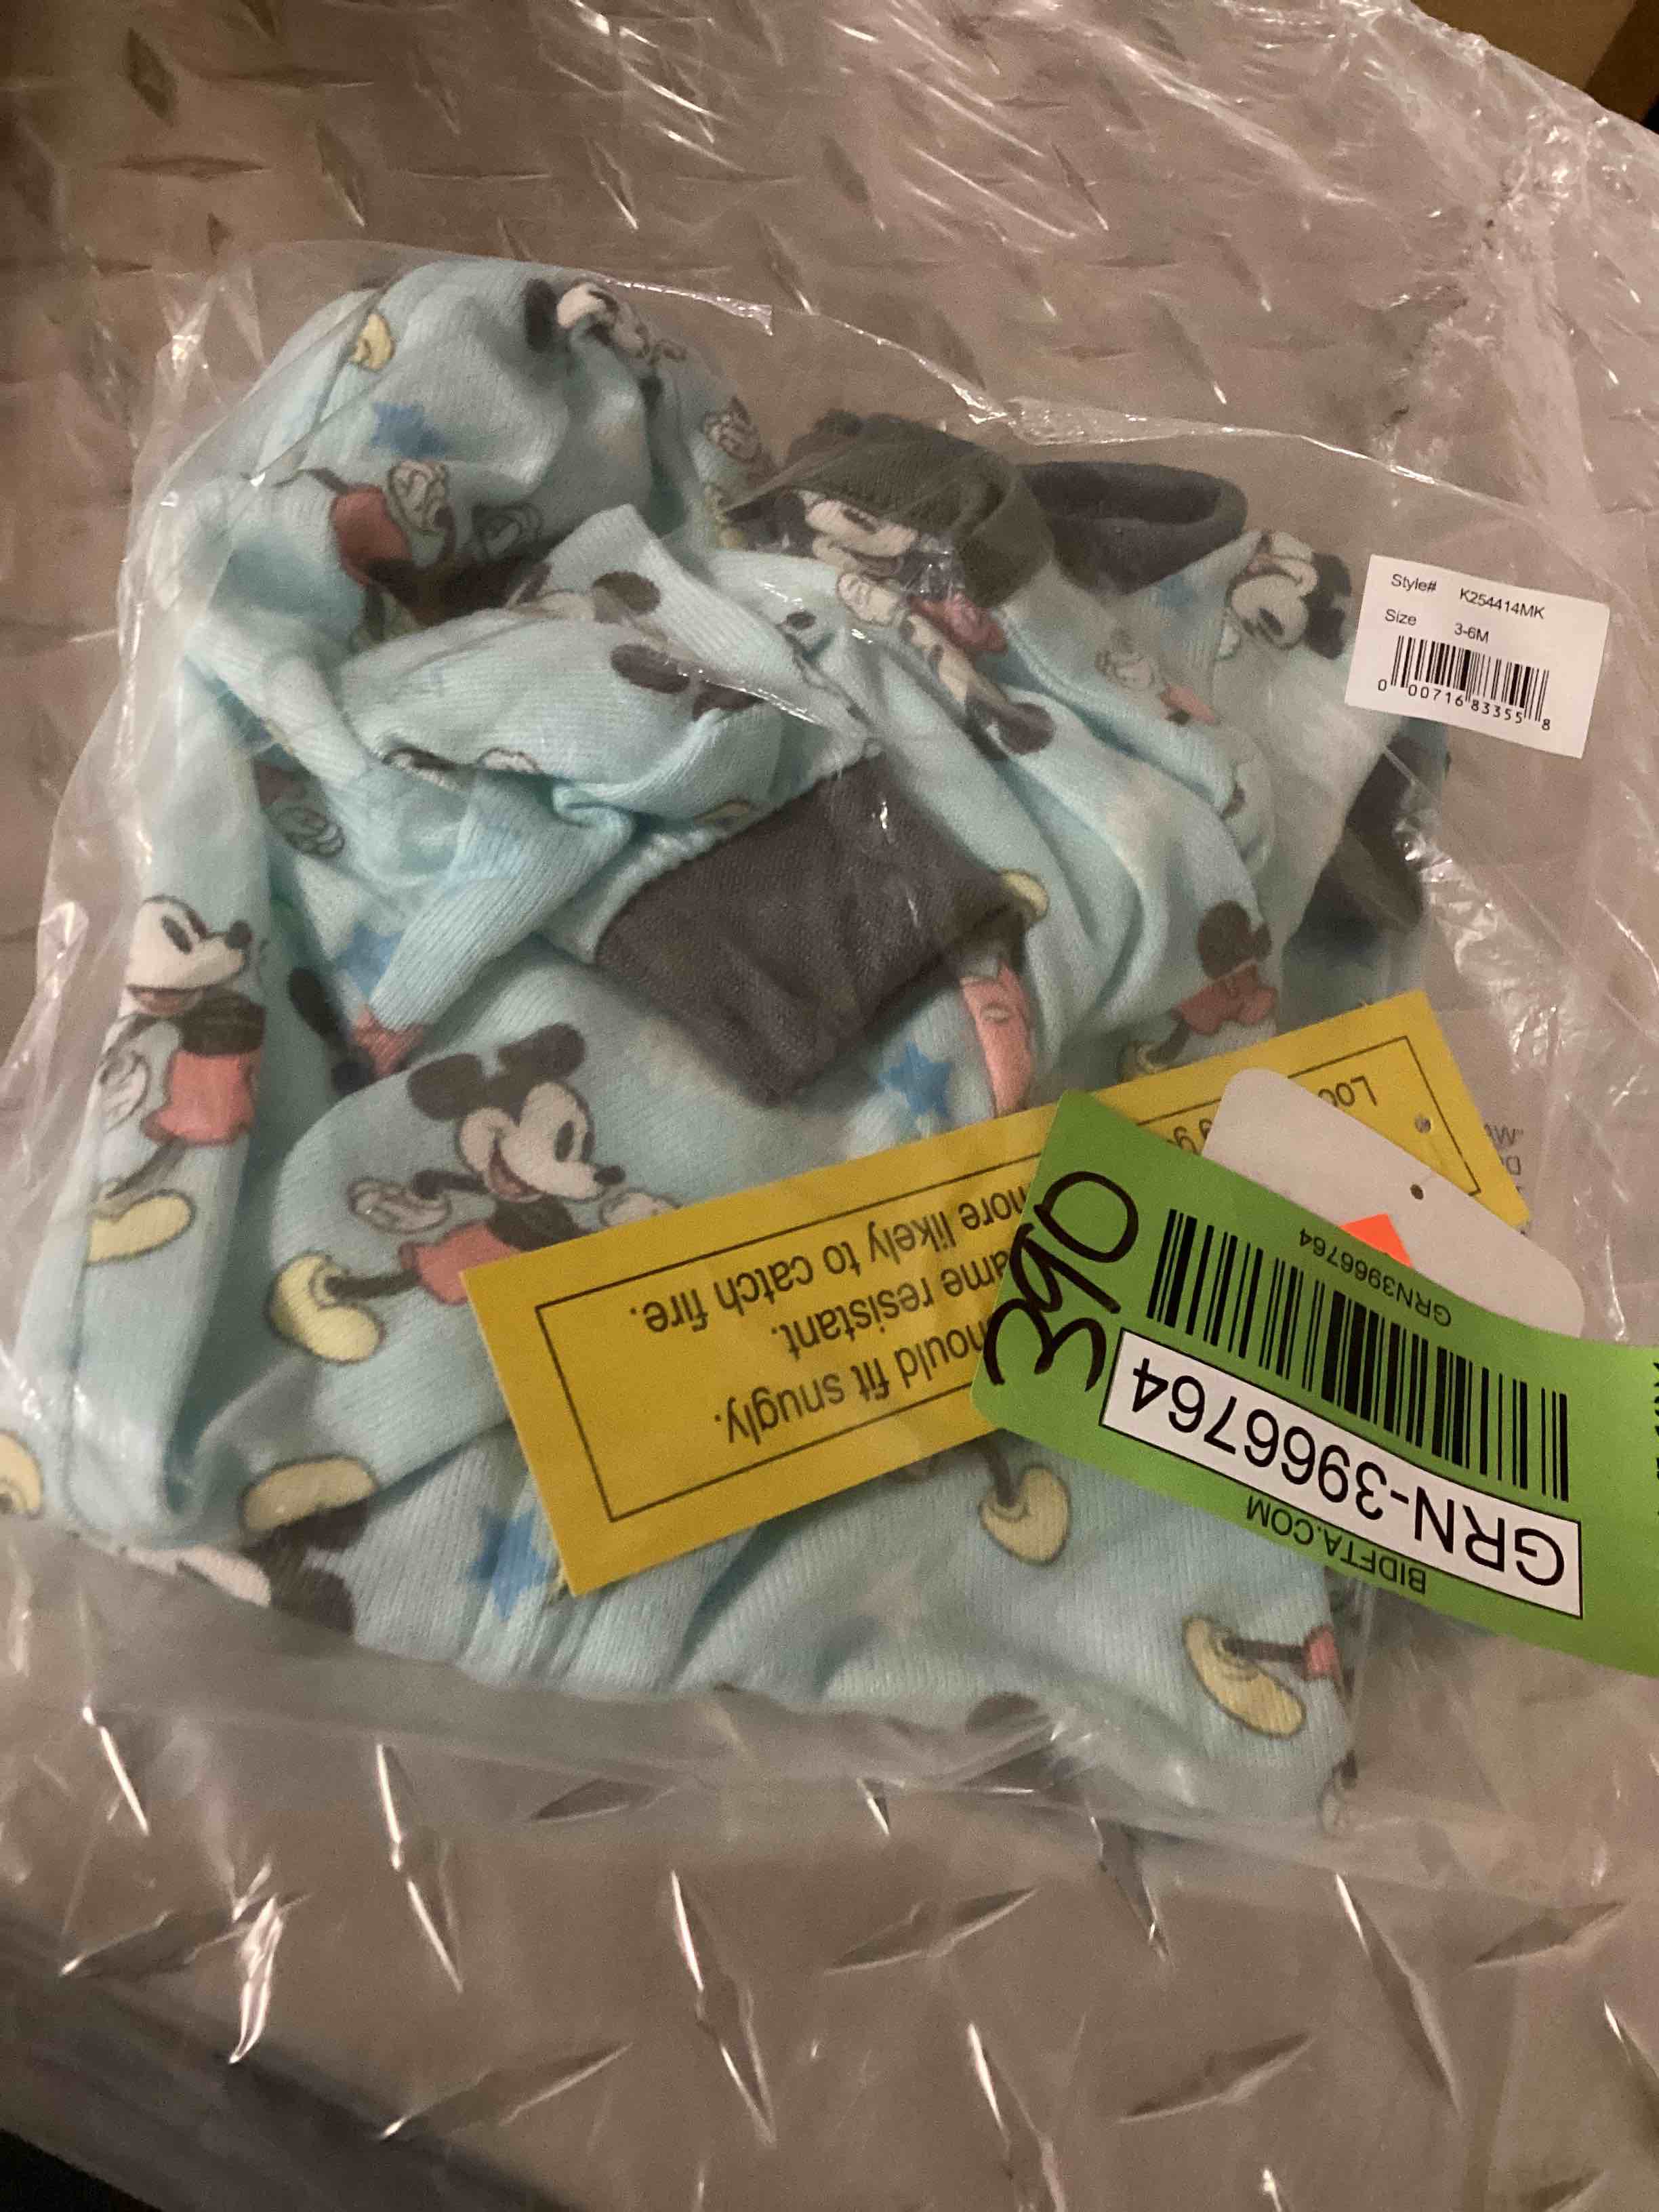 Style# K254414MK
Size 3-6M
0 00716 83355 8
hould fit snugly.
ame resistant.
more likely to catch fire.
390
BIDFTA.COM
GRN-3966764
GRN3966764